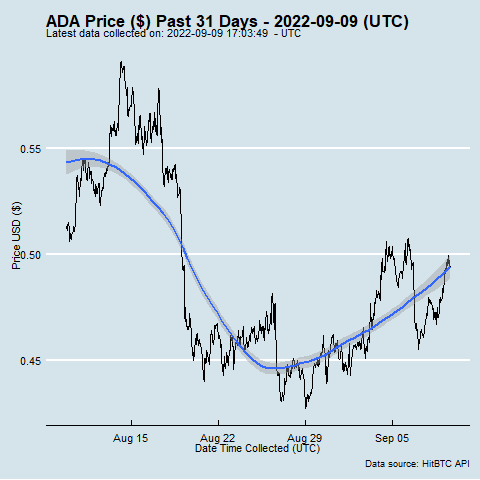 ADA Price ($) Past 31 Days - 2022-09-09 (UTC)
Latest data collected on: 2022-09-09 17:03:49 - UTC
Price USD ($)
0.55
0.50
0.45
Aug 15 Aug 22 Aug 29 Sep 05
Date Time Collected (UTC)
Data source: HitBTC API